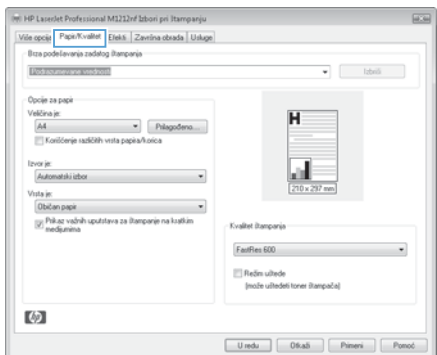 HP LaserJet Professional M1212nf Izbori pri štampanju
Više opcija Papir/Kvalitet Efekti Završna obrada Usluge
Brza podešavanja zadatog štampanja
Podrazumevane vrednosti
Izbriši
Opcije za papir
Veličina je:
A4 Prilagođeno...
Korišćenje različitih vrsta papira/korica
Izvor je:
Automatski izbor
Vrsta je:
Običan papir
Prikaz važnih uputstava za štampanje na kratkim
medijumima
H
210 x 297 mm
Kvalitet štampanja
FastRes 600
Režim uštede
(može uštedeti toner štampača)
hp
U redu Otkaži Primeni Pomoć